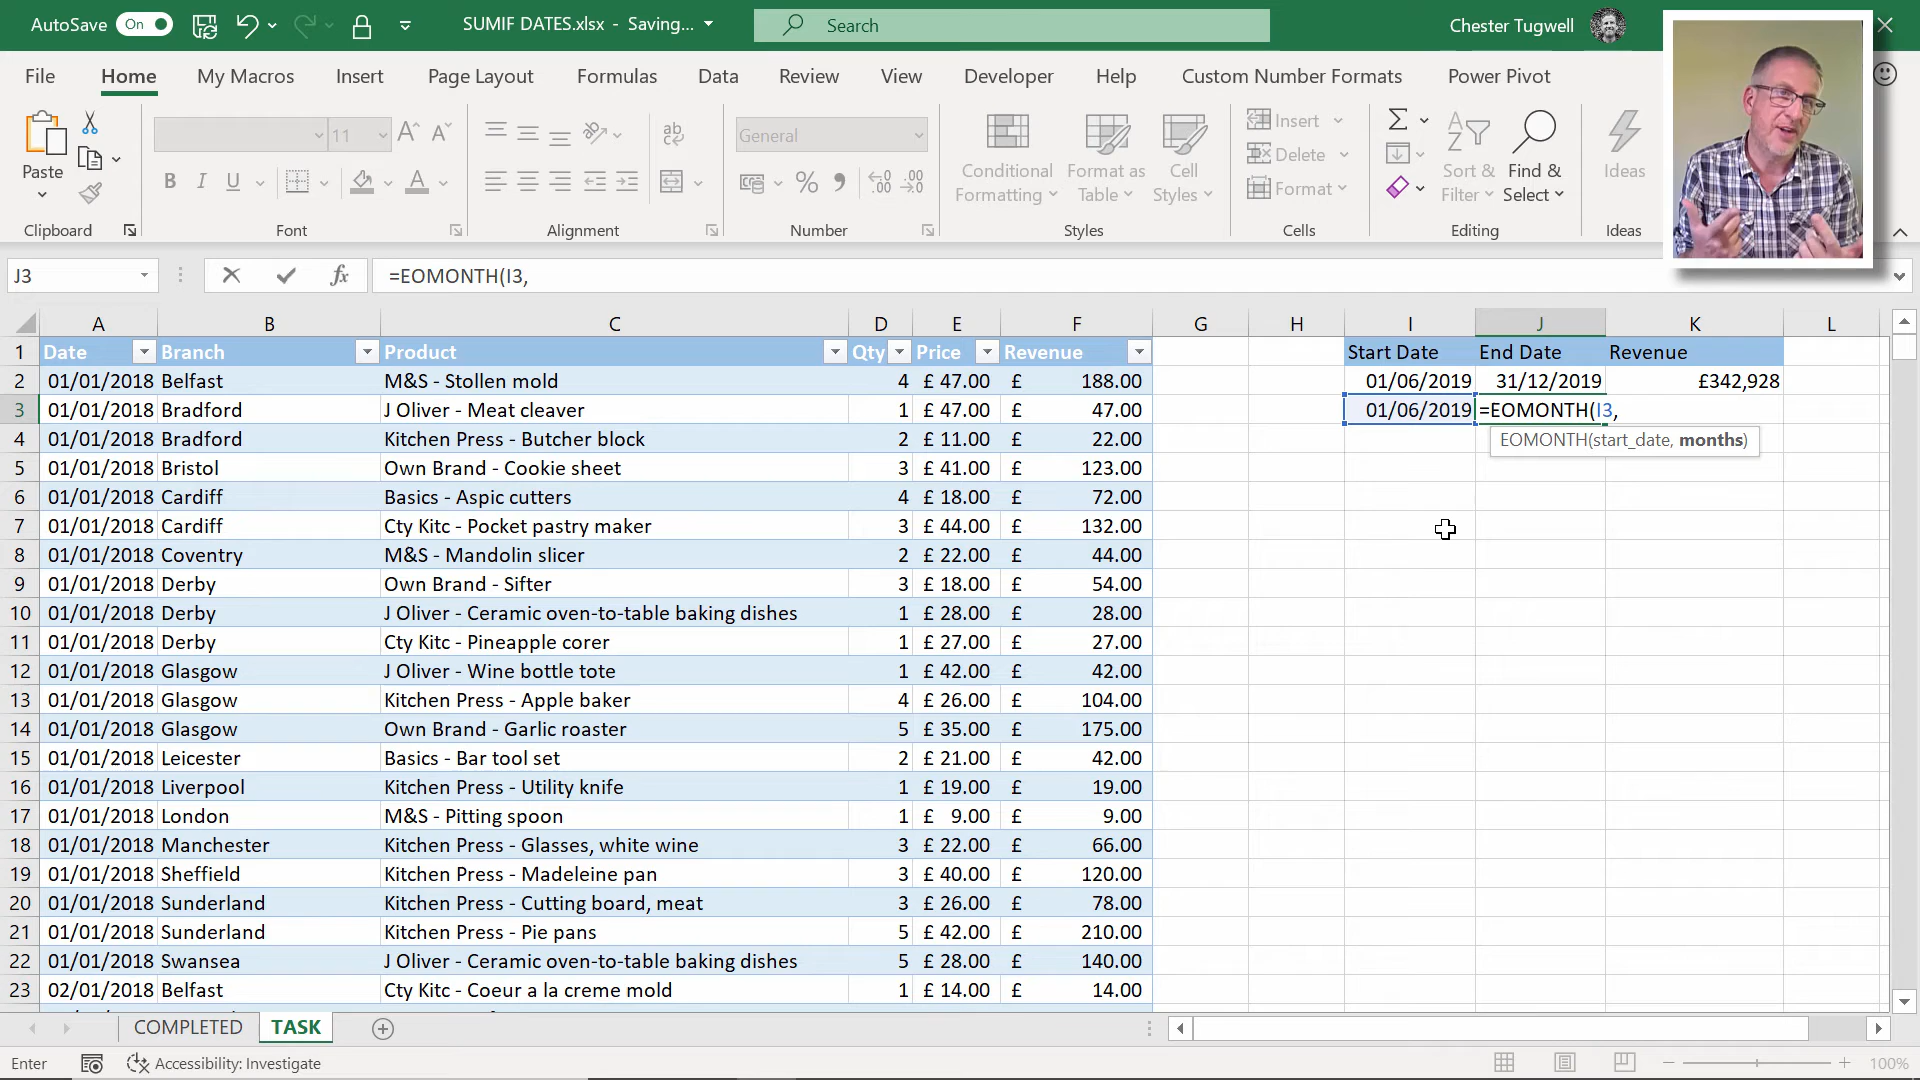 AutoSave On SUMIF DATES.xlsx - Saving... Search Chester Tugwell
File Home My Macros Insert Page Layout Formulas Data Review View Developer Help Custom Number Formats Power Pivot
Paste 11 General Conditional Formatting Format as Table Cell Styles Insert Delete Format Sort & Filter Find & Select Ideas
Clipboard Font Alignment Number Styles Cells Editing Ideas
J3 =EOMONTH(I3,
A B C D E F G H I J K L
1 Date Branch Product Qty Price Revenue Start Date End Date Revenue
2 01/01/2018 Belfast M&S - Stollen mold 4 £ 47.00 £ 188.00 01/06/2019 31/12/2019 £342,928
3 01/01/2018 Bradford J Oliver - Meat cleaver 1 £ 47.00 £ 47.00 01/06/2019 =EOMONTH(I3,
4 01/01/2018 Bradford Kitchen Press - Butcher block 2 £ 11.00 £ 22.00 EOMONTH(start_date, months)
5 01/01/2018 Bristol Own Brand - Cookie sheet 3 £ 41.00 £ 123.00
6 01/01/2018 Cardiff Basics - Aspic cutters 4 £ 18.00 £ 72.00
7 01/01/2018 Cardiff Cty Kitc - Pocket pastry maker 3 £ 44.00 £ 132.00
8 01/01/2018 Coventry M&S - Mandolin slicer 2 £ 22.00 £ 44.00
9 01/01/2018 Derby Own Brand - Sifter 3 £ 18.00 £ 54.00
10 01/01/2018 Derby J Oliver - Ceramic oven-to-table baking dishes 1 £ 28.00 £ 28.00
11 01/01/2018 Derby Cty Kitc - Pineapple corer 1 £ 27.00 £ 27.00
12 01/01/2018 Glasgow J Oliver - Wine bottle tote 1 £ 42.00 £ 42.00
13 01/01/2018 Glasgow Kitchen Press - Apple baker 4 £ 26.00 £ 104.00
14 01/01/2018 Glasgow Own Brand - Garlic roaster 5 £ 35.00 £ 175.00
15 01/01/2018 Leicester Basics - Bar tool set 2 £ 21.00 £ 42.00
16 01/01/2018 Liverpool Kitchen Press - Utility knife 1 £ 19.00 £ 19.00
17 01/01/2018 London M&S - Pitting spoon 1 £ 9.00 £ 9.00
18 01/01/2018 Manchester Kitchen Press - Glasses, white wine 3 £ 22.00 £ 66.00
19 01/01/2018 Sheffield Kitchen Press - Madeleine pan 3 £ 40.00 £ 120.00
20 01/01/2018 Sunderland Kitchen Press - Cutting board, meat 3 £ 26.00 £ 78.00
21 01/01/2018 Sunderland Kitchen Press - Pie pans 5 £ 42.00 £ 210.00
22 01/01/2018 Swansea J Oliver - Ceramic oven-to-table baking dishes 5 £ 28.00 £ 140.00
23 02/01/2018 Belfast Cty Kitc - Coeur a la creme mold 1 £ 14.00 £ 14.00
COMPLETED TASK
Enter Accessibility: Investigate 100%